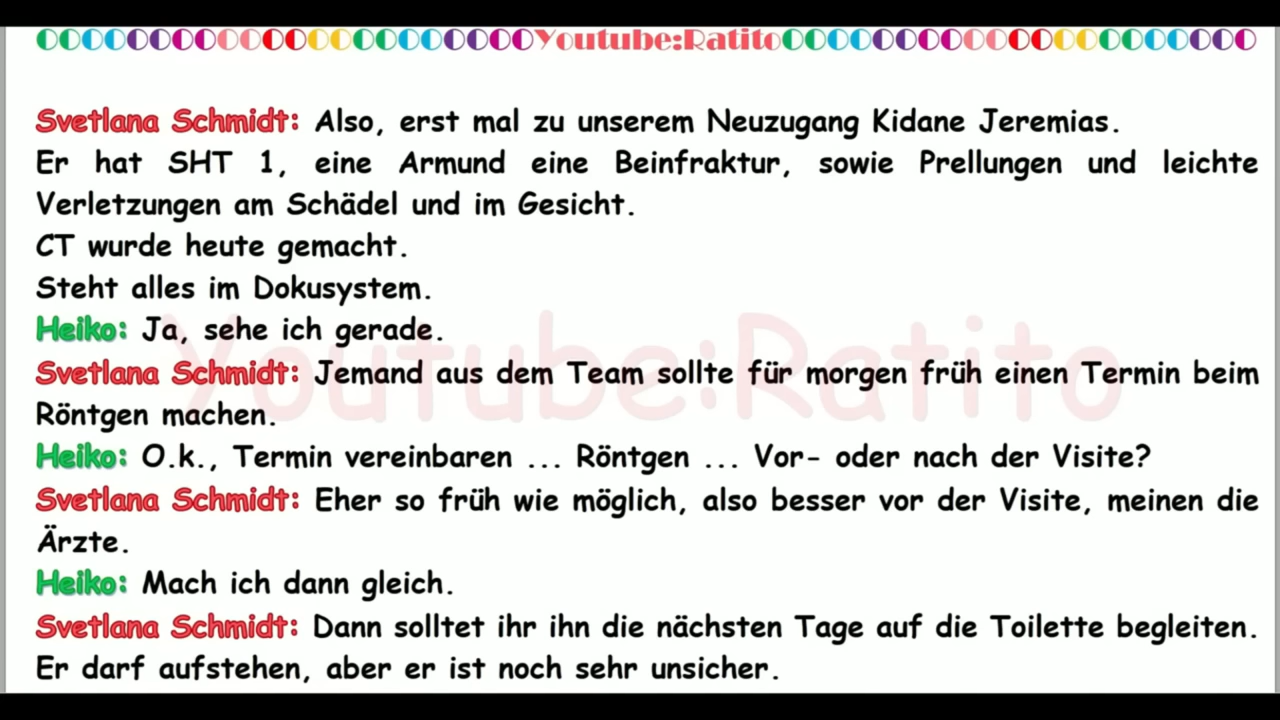 Youtube:Ratito
Svetlana Schmidt: Also, erst mal zu unserem Neuzugang Kidane Jeremias.
Er hat SHT 1, eine Armund eine Beinfraktur, sowie Prellungen und leichte
Verletzungen am Schädel und im Gesicht.
CT wurde heute gemacht.
Steht alles im Dokusystem.
Heiko: Ja, sehe ich gerade.
Svetlana Schmidt: Jemand aus dem Team sollte für morgen früh einen Termin beim
Röntgen machen.
Heiko: O.k., Termin vereinbaren ... Röntgen ... Vor- oder nach der Visite?
Svetlana Schmidt: Eher so früh wie möglich, also besser vor der Visite, meinen die
Ärzte.
Heiko: Mach ich dann gleich.
Svetlana Schmidt: Dann solltet ihr ihn die nächsten Tage auf die Toilette begleiten.
Er darf aufstehen, aber er ist noch sehr unsicher.
Youtube:Ratito